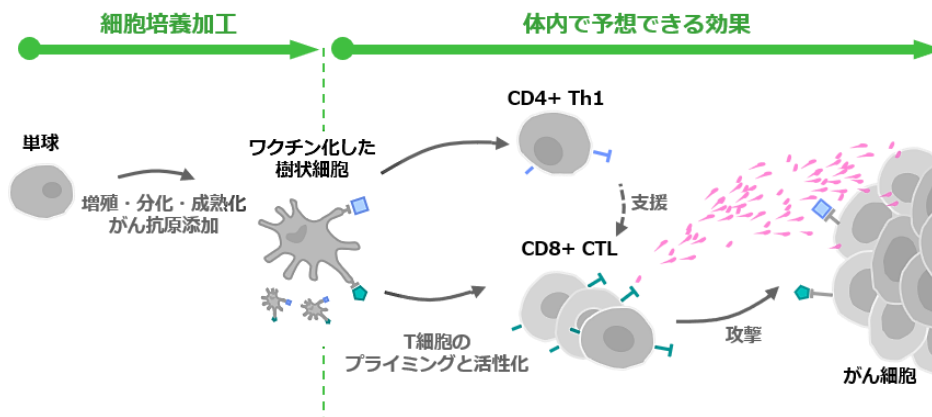 細胞培養加工
体内で予想できる効果
単球
増殖・分化・成熟化
がん抗原添加
ワクチン化した
樹状細胞
CD4+ Th1
支援
CD8+ CTL
T細胞の
プライミングと活性化
攻撃
がん細胞